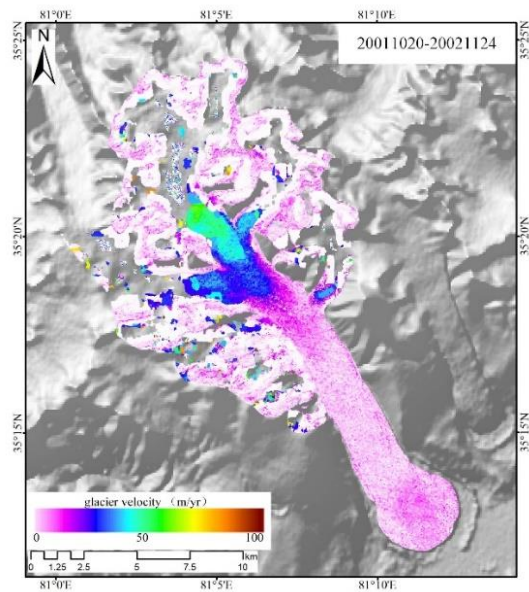 81°0'E 81°5'E 81°10'E
35°25'N 35°25'N
N
20011020-20021124
35°20'N 35°20'N
35°15'N 35°15'N
glacier velocity （m/yr）
0 50 100
0 1.25 2.5 5 7.5 10
km
81°0'E 81°5'E 81°10'E